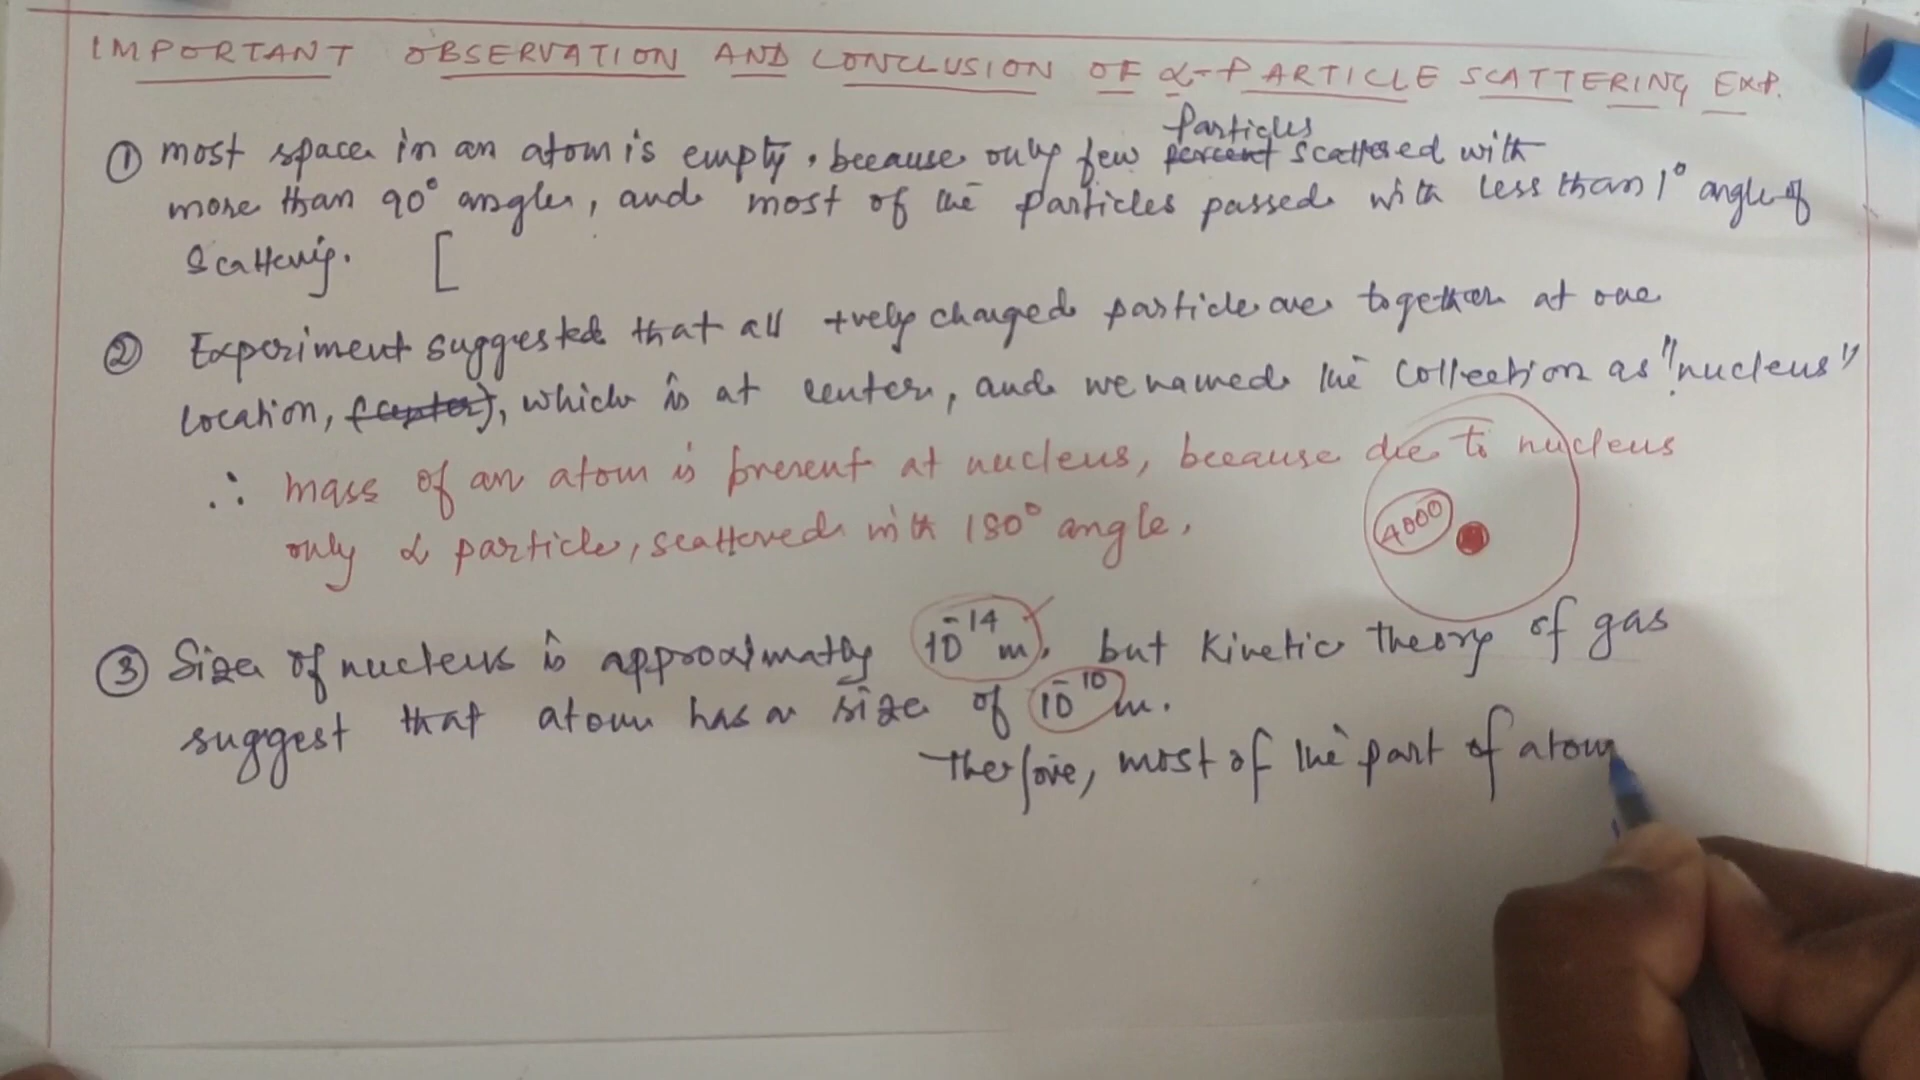 IMPORTANT OBSERVATION AND CONCLUSION OF α-PARTICLE SCATTERING EXP.
① most space in an atom is empty, because only few percent particles scattered with
more than 90° angles, and most of the particles passed with less than 1° angle of
scattering. [
② Experiment suggested that all +vely charged particle are together at one
location, (center), which is at center, and we named the collection as "nucleus"
∴ mass of an atom is present at nucleus, because due to nucleus
only α particle, scattered with 180° angle.
4000
③ Size of nucleus is approximatly 10⁻¹⁴ m, but kinetic theory of gas
suggest that atom has a size of 10⁻¹⁰ m.
Therfore, most of the part of atom